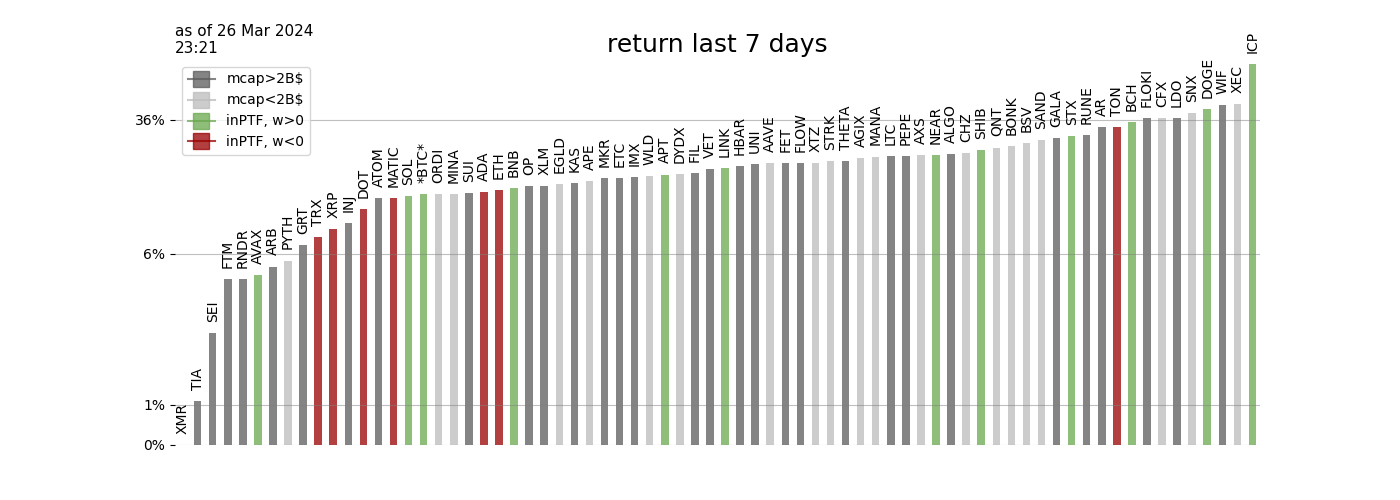 as of 26 Mar 2024
23:21
return last 7 days
mcap>2B$
mcap<2B$
inPTF, w>0
inPTF, w<0
36%
6%
1%
0%
XMR
TIA
SEI
FTM
RNDR
AVAX
ARB
PYTH
GRT
TRX
XRP
INJ
DOT
ATOM
MATIC
SOL
*BTC*
ORDI
MINA
SUI
ADA
ETH
BNB
OP
XLM
EGLD
KAS
APE
MKR
ETC
IMX
WLD
APT
DYDX
FIL
VET
LINK
HBAR
UNI
AAVE
FET
FLOW
XTZ
STRK
THETA
AGIX
MANA
LTC
PEPE
AXS
NEAR
ALGO
CHZ
SHIB
QNT
BONK
BSV
SAND
GALA
STX
RUNE
AR
TON
BCH
FLOKI
CFX
LDO
SNX
DOGE
WIF
XEC
ICP